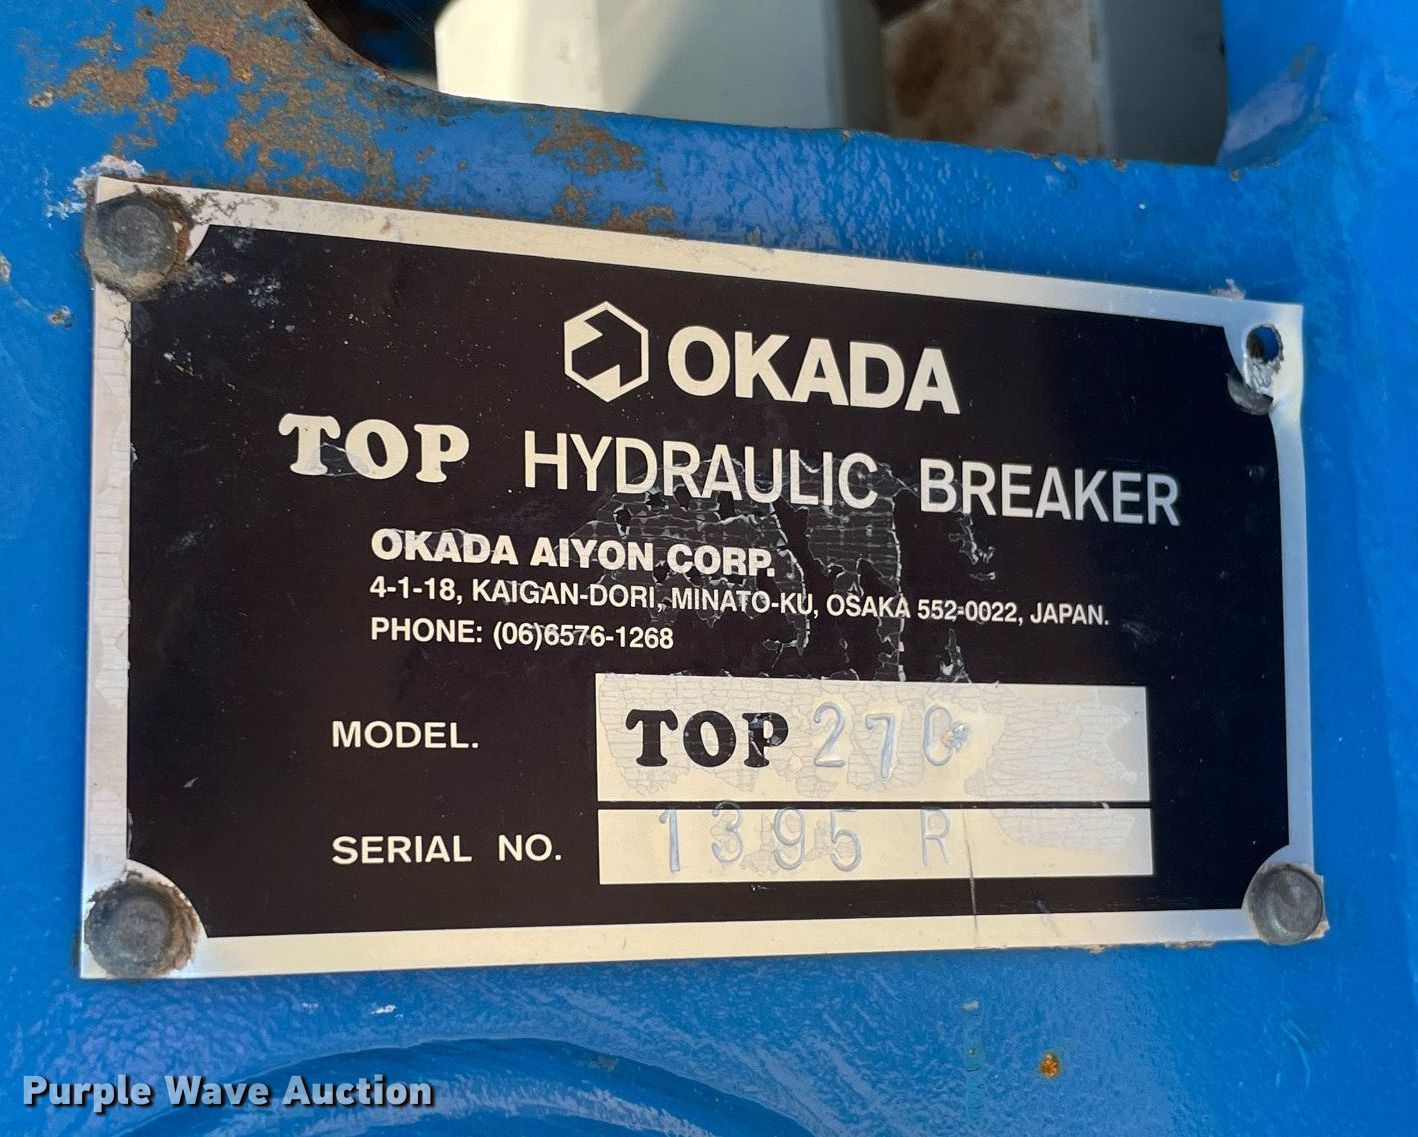 OKADA
TOP HYDRAULIC BREAKER
OKADA AIYON CORP.
4-1-18, KAIGAN-DORI, MINATO-KU, OSAKA 552-0022, JAPAN.
PHONE: (06)6576-1268
MODEL. TOP 270
SERIAL NO. 1395 R
Purple Wave Auction